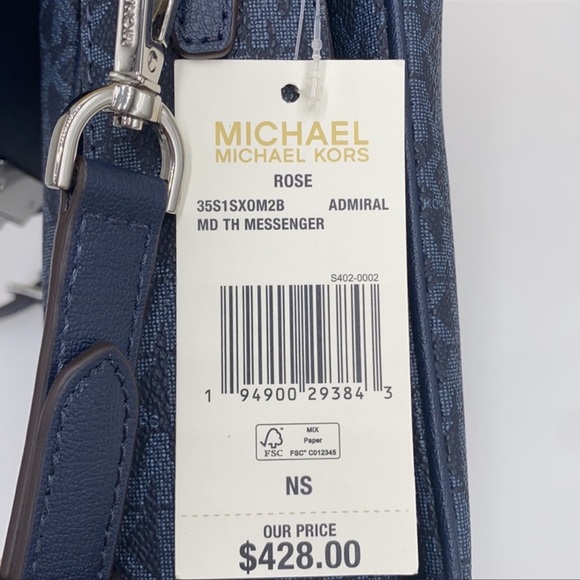 MICHAEL
MICHAEL KORS
ROSE
35S1SXOM2B ADMIRAL
MD TH MESSENGER
S402-0002
1 94900 29384 3
FSC
MIX
Paper
FSC® C012345
NS
OUR PRICE
$428.00